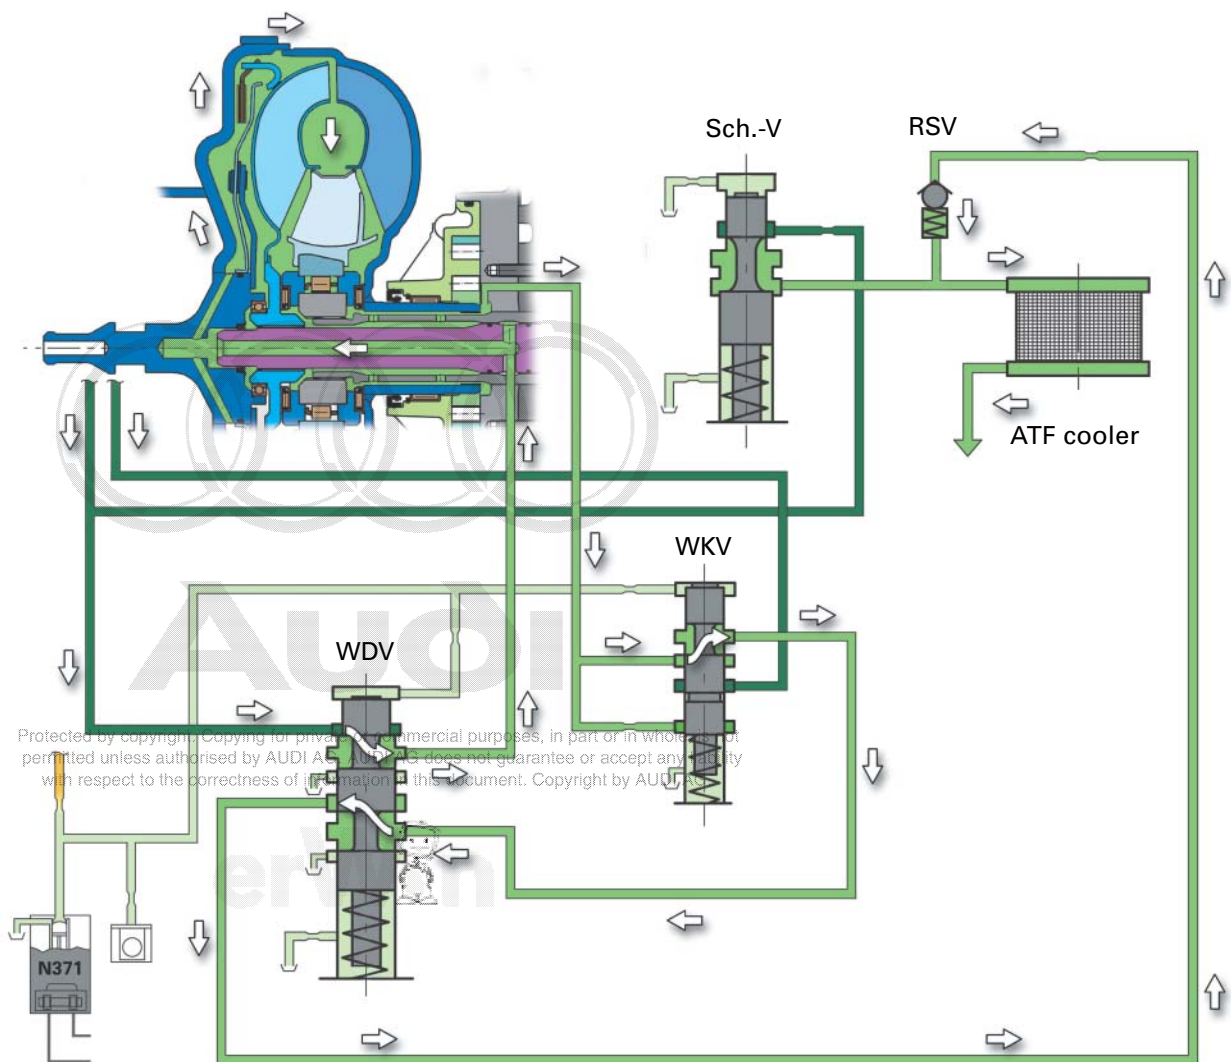 Sch.-V
RSV
ATF cooler
WKV
Audi
WDV
Protected by copyright. Copying for private or commercial purposes, in part or in whole, is not
permitted unless authorised by AUDI AG. AUDI AG does not guarantee or accept any liability
with respect to the correctness of information in this document. Copyright by AUDI AG.
erWin
N371